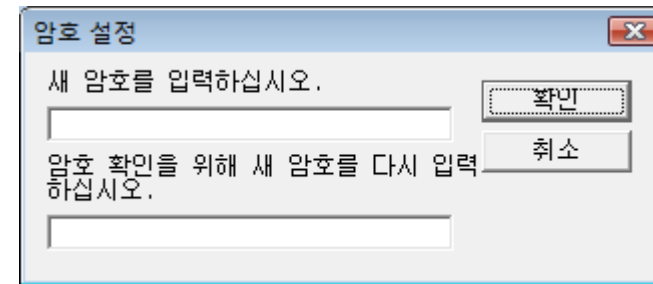 암호 설정
새 암호를 입력하십시오.
확인
암호 확인을 위해 새 암호를 다시 입력
하십시오.
취소